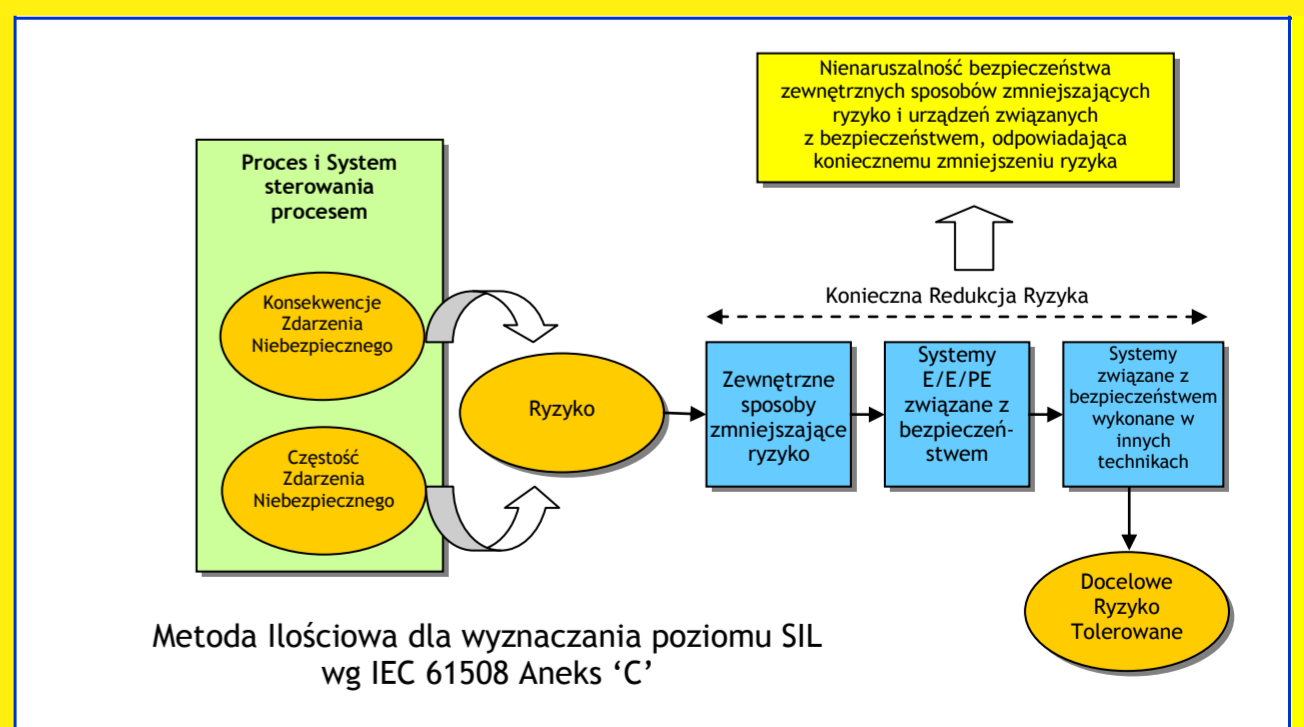 Nienaruszalność bezpieczeństwa
zewnętrznych sposobów zmniejszających
ryzyko i urządzeń związanych
z bezpieczeństwem, odpowiadająca
koniecznemu zmniejszeniu ryzyka
Proces i System
sterowania
procesem
Konsekwencje
Zdarzenia
Niebezpiecznego
Częstość
Zdarzenia
Niebezpiecznego
Ryzyko
Konieczna Redukcja Ryzyka
Zewnętrzne
sposoby
zmniejszające
ryzyko
Systemy
E/E/PE
związane z
bezpieczeń-
stwem
Systemy
związane z
bezpieczeństwem
wykonane w
innych
technikach
Docelowe
Ryzyko
Tolerowane
Metoda Ilościowa dla wyznaczania poziomu SIL
wg IEC 61508 Aneks ‘C’